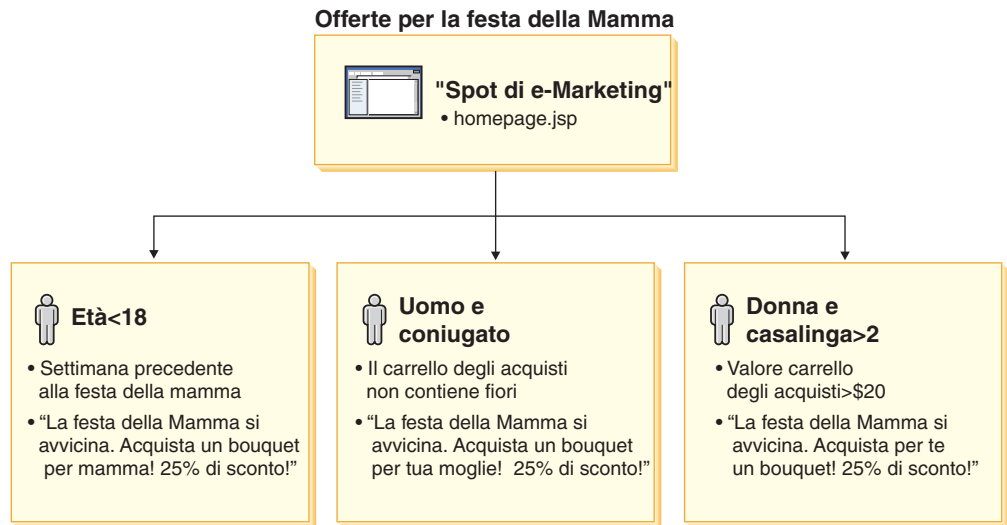 Offerte per la festa della Mamma
"Spot di e-Marketing"
• homepage.jsp
Età<18
• Settimana precedente
alla festa della mamma
• “La festa della Mamma si
avvicina. Acquista un bouquet
per mamma! 25% di sconto!”
Uomo e
coniugato
• Il carrello degli acquisti
non contiene fiori
• “La festa della Mamma si
avvicina. Acquista un bouquet
per tua moglie! 25% di sconto!”
Donna e
casalinga>2
• Valore carrello
degli acquisti>$20
• “La festa della Mamma si
avvicina. Acquista per te
un bouquet! 25% di sconto!”